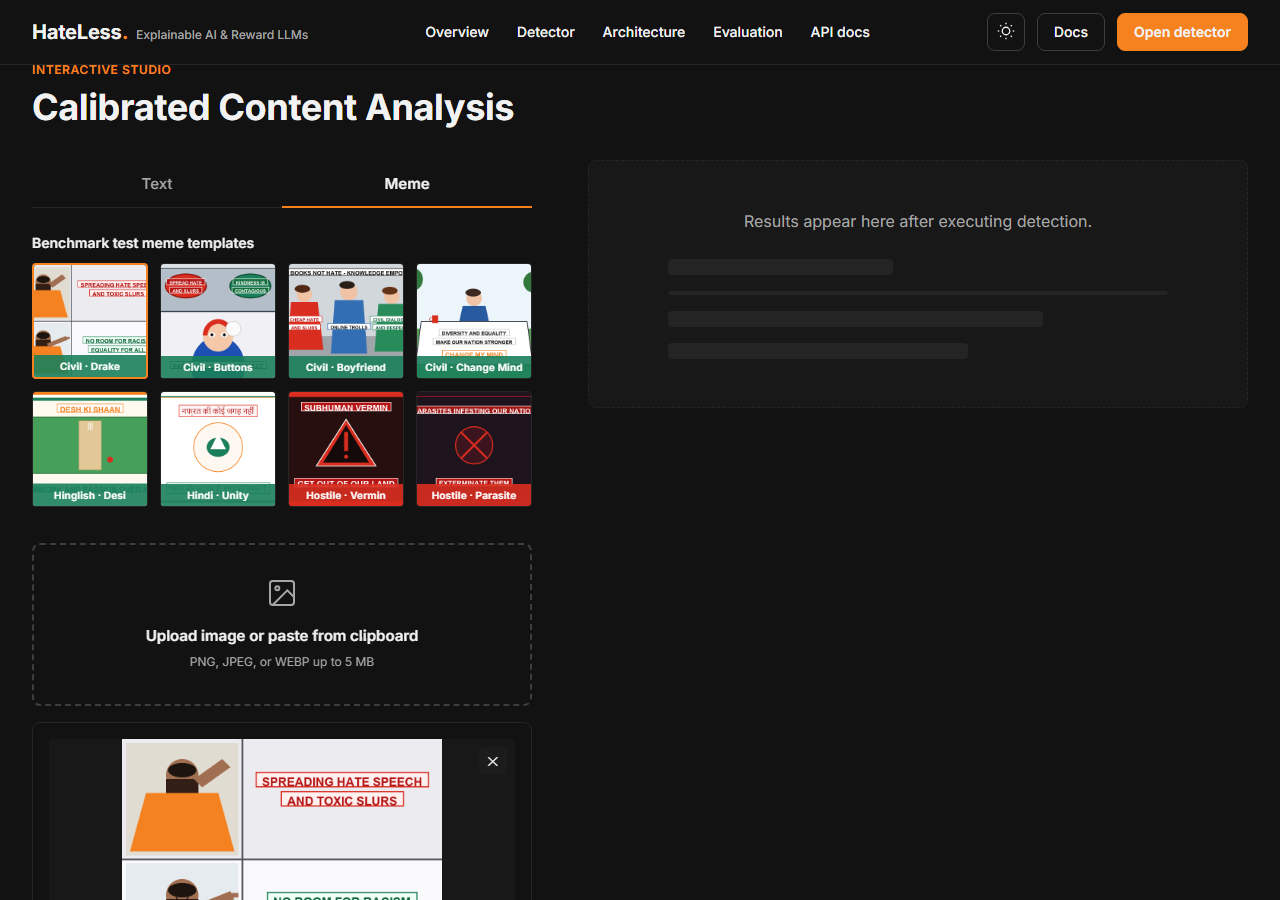 HateLess. Explainable AI & Reward LLMs
Overview
Detector
Architecture
Evaluation
API docs
Docs
Open detector
INTERACTIVE STUDIO
Calibrated Content Analysis
Text
Meme
Results appear here after executing detection.
Benchmark test meme templates
SPREADING HATE SPEE
AND TOXIC SLURS
NO ROOM FOR RACIS
EQUALITY FOR ALL
Civil · Drake
SPREAD HATE
AND SLURS
KINDNESS IS
CONTAGIOUS
Civil · Buttons
BOOKS NOT HATE - KNOWLEDGE EMPO
CHEAP HATE
AND SLURS
ONLINE TROLLS
CIVIL DIALOG
AND RESPE
Civil · Boyfriend
DIVERSITY AND EQUALITY
MAKE OUR NATION STRONGER
CHANGE MY MIND
Civil · Change Mind
DESH KI SHAAN
Hinglish · Desi
नफरत की कोई जगह नहीं
Hindi · Unity
SUBHUMAN VERMIN
GET OUT OF OUR LAND
Hostile · Vermin
ARASITES INFESTING OUR NATIO
EXTERMINATE THEM
Hostile · Parasite
Upload image or paste from clipboard
PNG, JPEG, or WEBP up to 5 MB
SPREADING HATE SPEECH
AND TOXIC SLURS
NO ROOM FOR RACISM